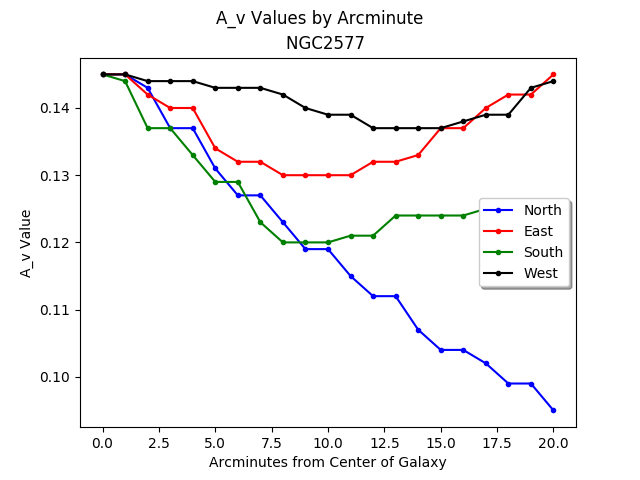 A_v Values by Arcminute
NGC2577
A_v Value
0.14
0.13
0.12
0.11
0.10
North
East
South
West
0.0 2.5 5.0 7.5 10.0 12.5 15.0 17.5 20.0
Arcminutes from Center of Galaxy